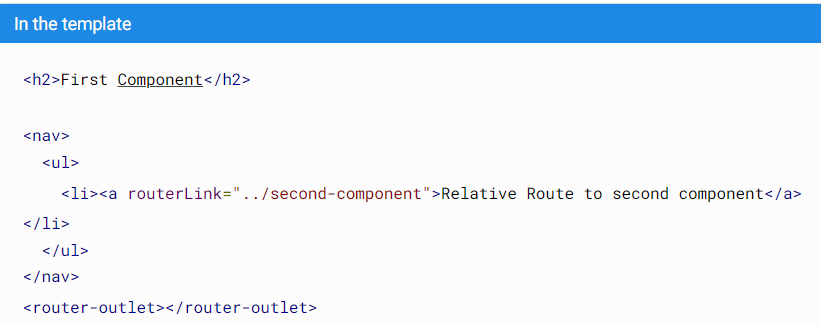 In the template
<h2>First Component</h2>
<nav>
<ul>
<li><a routerLink="../second-component">Relative Route to second component</a>
</li>
</ul>
</nav>
<router-outlet></router-outlet>